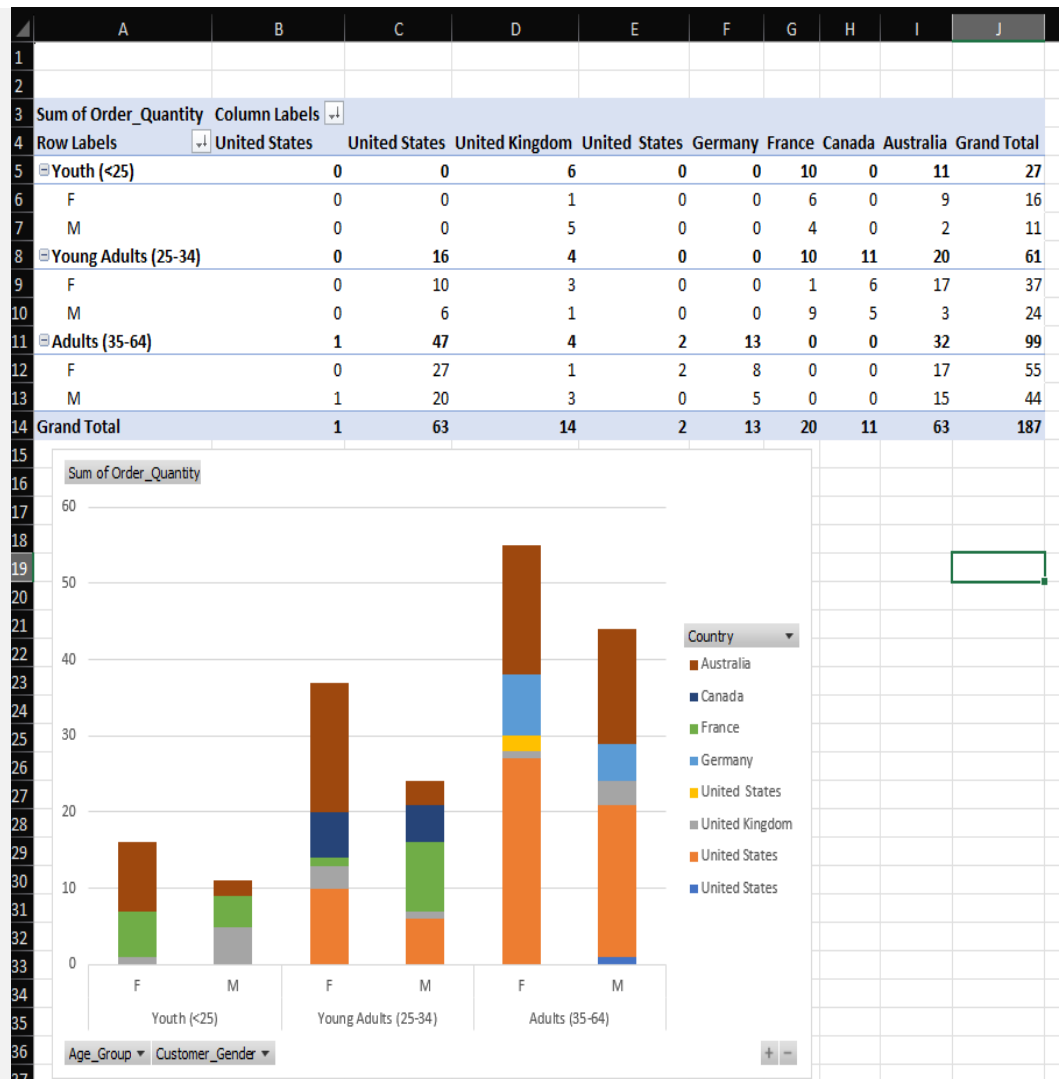 A B C D E F G H I J
1
2
3 Sum of Order_Quantity Column Labels
4 Row Labels United States United States United Kingdom United  States Germany France Canada Australia Grand Total
5 Youth (<25) 0 0 6 0 0 10 0 11 27
6 F 0 0 1 0 0 6 0 9 16
7 M 0 0 5 0 0 4 0 2 11
8 Young Adults (25-34) 0 16 4 0 0 10 11 20 61
9 F 0 10 3 0 0 1 6 17 37
10 M 0 6 1 0 0 9 5 3 24
11 Adults (35-64) 1 47 4 2 13 0 0 32 99
12 F 0 27 1 2 8 0 0 17 55
13 M 1 20 3 0 5 0 0 15 44
14 Grand Total 1 63 14 2 13 20 11 63 187
15
16 Sum of Order_Quantity
17 60
18
19
20 50
21
22 Country
23 40 Australia
24 Canada
25 30 France
26 Germany
27 United  States
28 20 United Kingdom
29 United States
30 10 United States
31
32
33 0
34 F M F M F M
35 Youth (<25) Young Adults (25-34) Adults (35-64)
36 Age_Group Customer_Gender + -
37